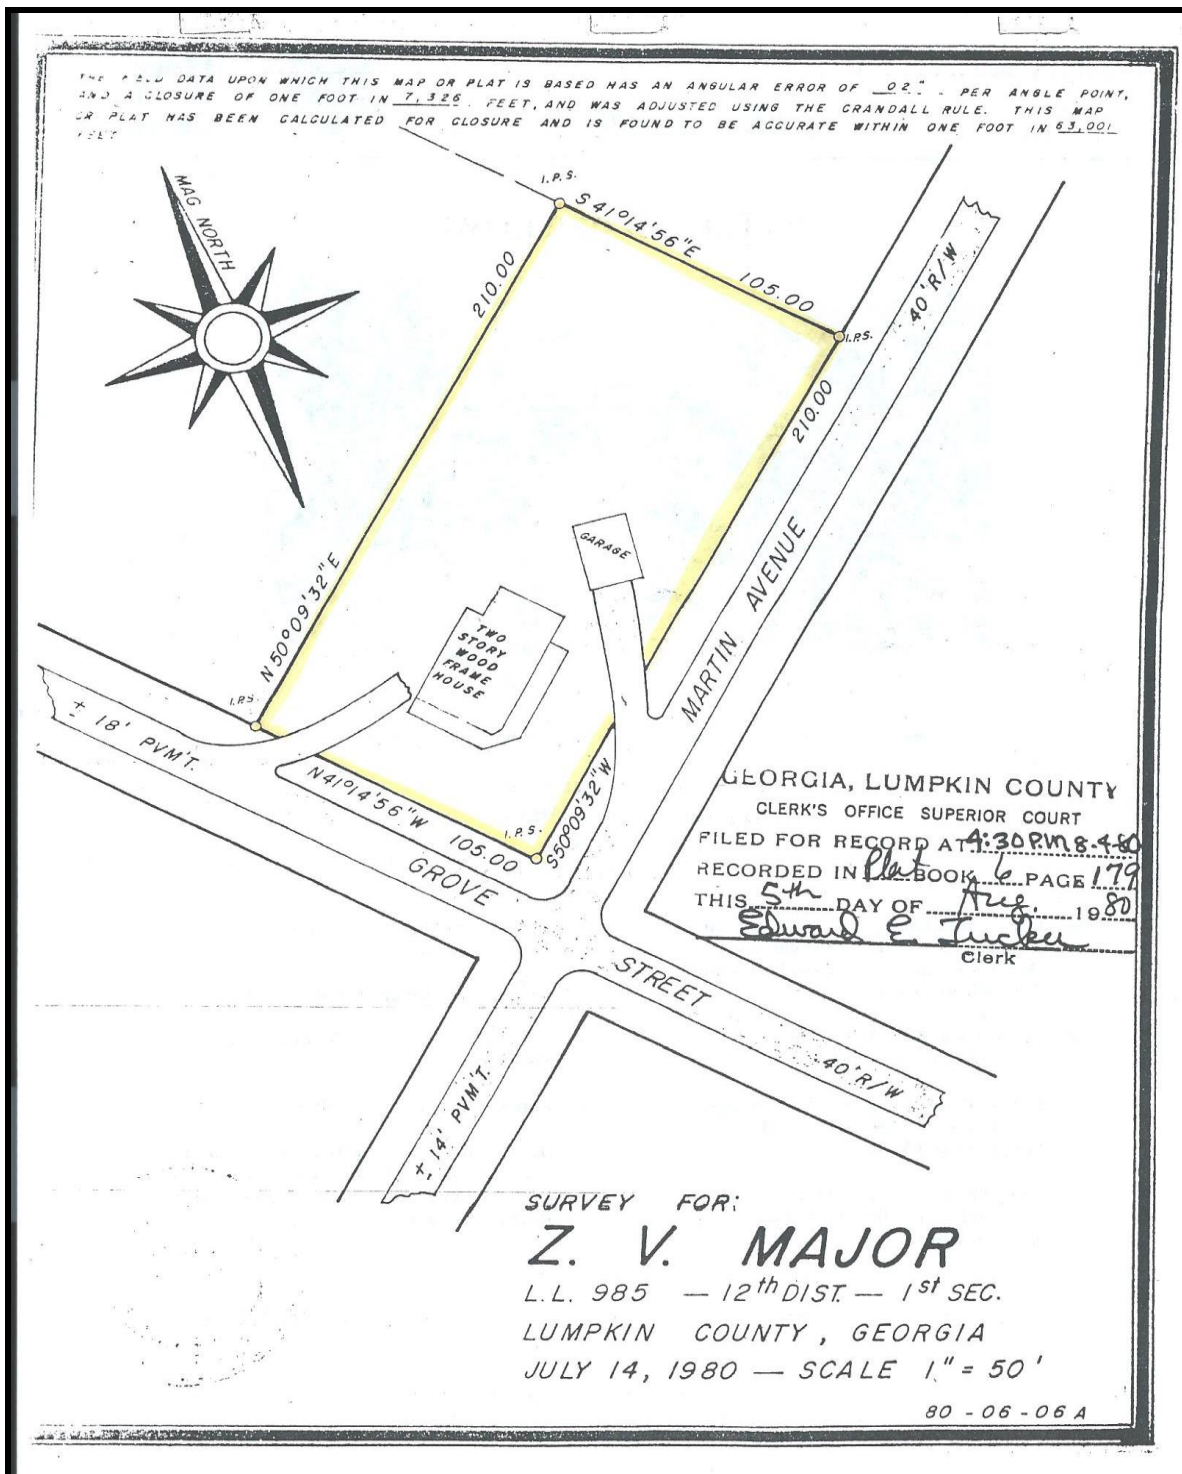 THE FIELD DATA UPON WHICH THIS MAP OR PLAT IS BASED HAS AN ANGULAR ERROR OF 02" PER ANGLE POINT,
AND A CLOSURE OF ONE FOOT IN 7,326 FEET, AND WAS ADJUSTED USING THE CRANDALL RULE. THIS MAP
OR PLAT HAS BEEN CALCULATED FOR CLOSURE AND IS FOUND TO BE ACCURATE WITHIN ONE FOOT IN 63,001
FEET
MAG NORTH
I.P.S.
S 41°14'56"E
105.00
I.P.S.
210.00
N 50°09'32"E
210.00
40' R/W
MARTIN AVENUE
GARAGE
TWO
STORY
WOOD
FRAME
HOUSE
I.P.S.
± 18' PVM'T.
N41°14'56"W 105.00
I.P.S.
S50°09'32"W
GROVE
STREET
40' R/W
± 14' PVM'T.
GEORGIA, LUMPKIN COUNTY
CLERK'S OFFICE SUPERIOR COURT
FILED FOR RECORD AT 4:30 P.M 8-4-80
RECORDED IN Plat BOOK 6 PAGE 179
THIS 5th DAY OF Aug. 1980
Edward E. Tucker
Clerk
SURVEY FOR:
Z. V. MAJOR
L.L. 985 — 12th DIST. — 1st SEC.
LUMPKIN COUNTY, GEORGIA
JULY 14, 1980 — SCALE 1" = 50'
80-06-06A